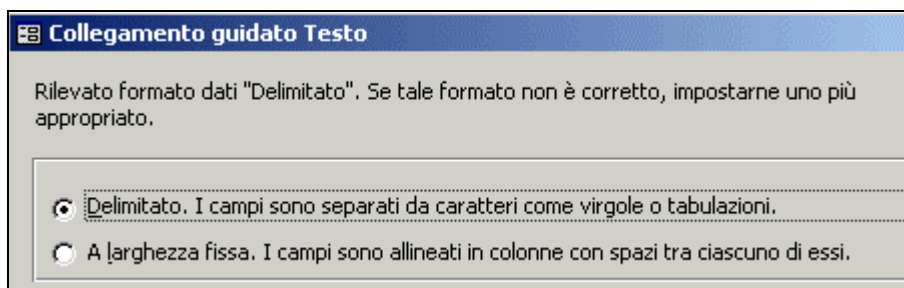 Collegamento guidato Testo
Rilevato formato dati "Delimitato". Se tale formato non è corretto, impostarne uno più
appropriato.
Delimitato. I campi sono separati da caratteri come virgole o tabulazioni.
A larghezza fissa. I campi sono allineati in colonne con spazi tra ciascuno di essi.